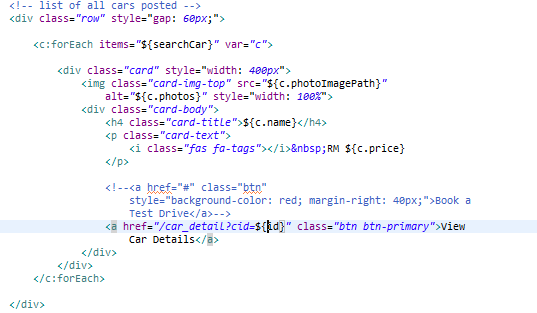 <!-- list of all cars posted -->
<div class="row" style="gap: 60px;">
<c:forEach items="${searchCar}" var="c">
<div class="card" style="width: 400px">
<img class="card-img-top" src="${c.photoImagePath}"
alt="${c.photos}" style="width: 100%">
<div class="card-body">
<h4 class="card-title">${c.name}</h4>
<p class="card-text">
<i class="fas fa-tags"></i>&nbsp;RM ${c.price}
</p>
<!--<a href="#" class="btn"
style="background-color: red; margin-right: 40px;">Book a
Test Drive</a>-->
<a href="/car_detail?cid=${id}" class="btn btn-primary">View
Car Details</a>
</div>
</div>
</c:forEach>
</div>